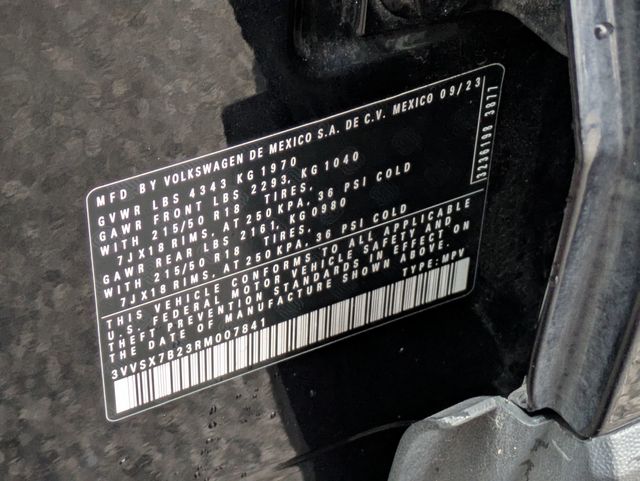 MFD BY VOLKSWAGEN DE MEXICO S.A. DE C.V. MEXICO 09/23
GVWR LBS 4343 KG 1970
GAWR FRONT LBS 2293, KG 1040
WITH 215/50 R18 TIRES,
7JX18 RIMS, AT 250 KPA, 36 PSI COLD
GAWR REAR LBS 2161, KG 0980
WITH 215/50 R18 TIRES,
7JX18 RIMS, AT 250 KPA, 36 PSI COLD
THIS VEHICLE CONFORMS TO ALL APPLICABLE
U.S. FEDERAL MOTOR VEHICLE SAFETY AND
THEFT PREVENTION STANDARDS IN EFFECT ON
THE DATE OF MANUFACTURE SHOWN ABOVE.
3VVSX7B23RM007841 TYPE: MPV
3236198 3877